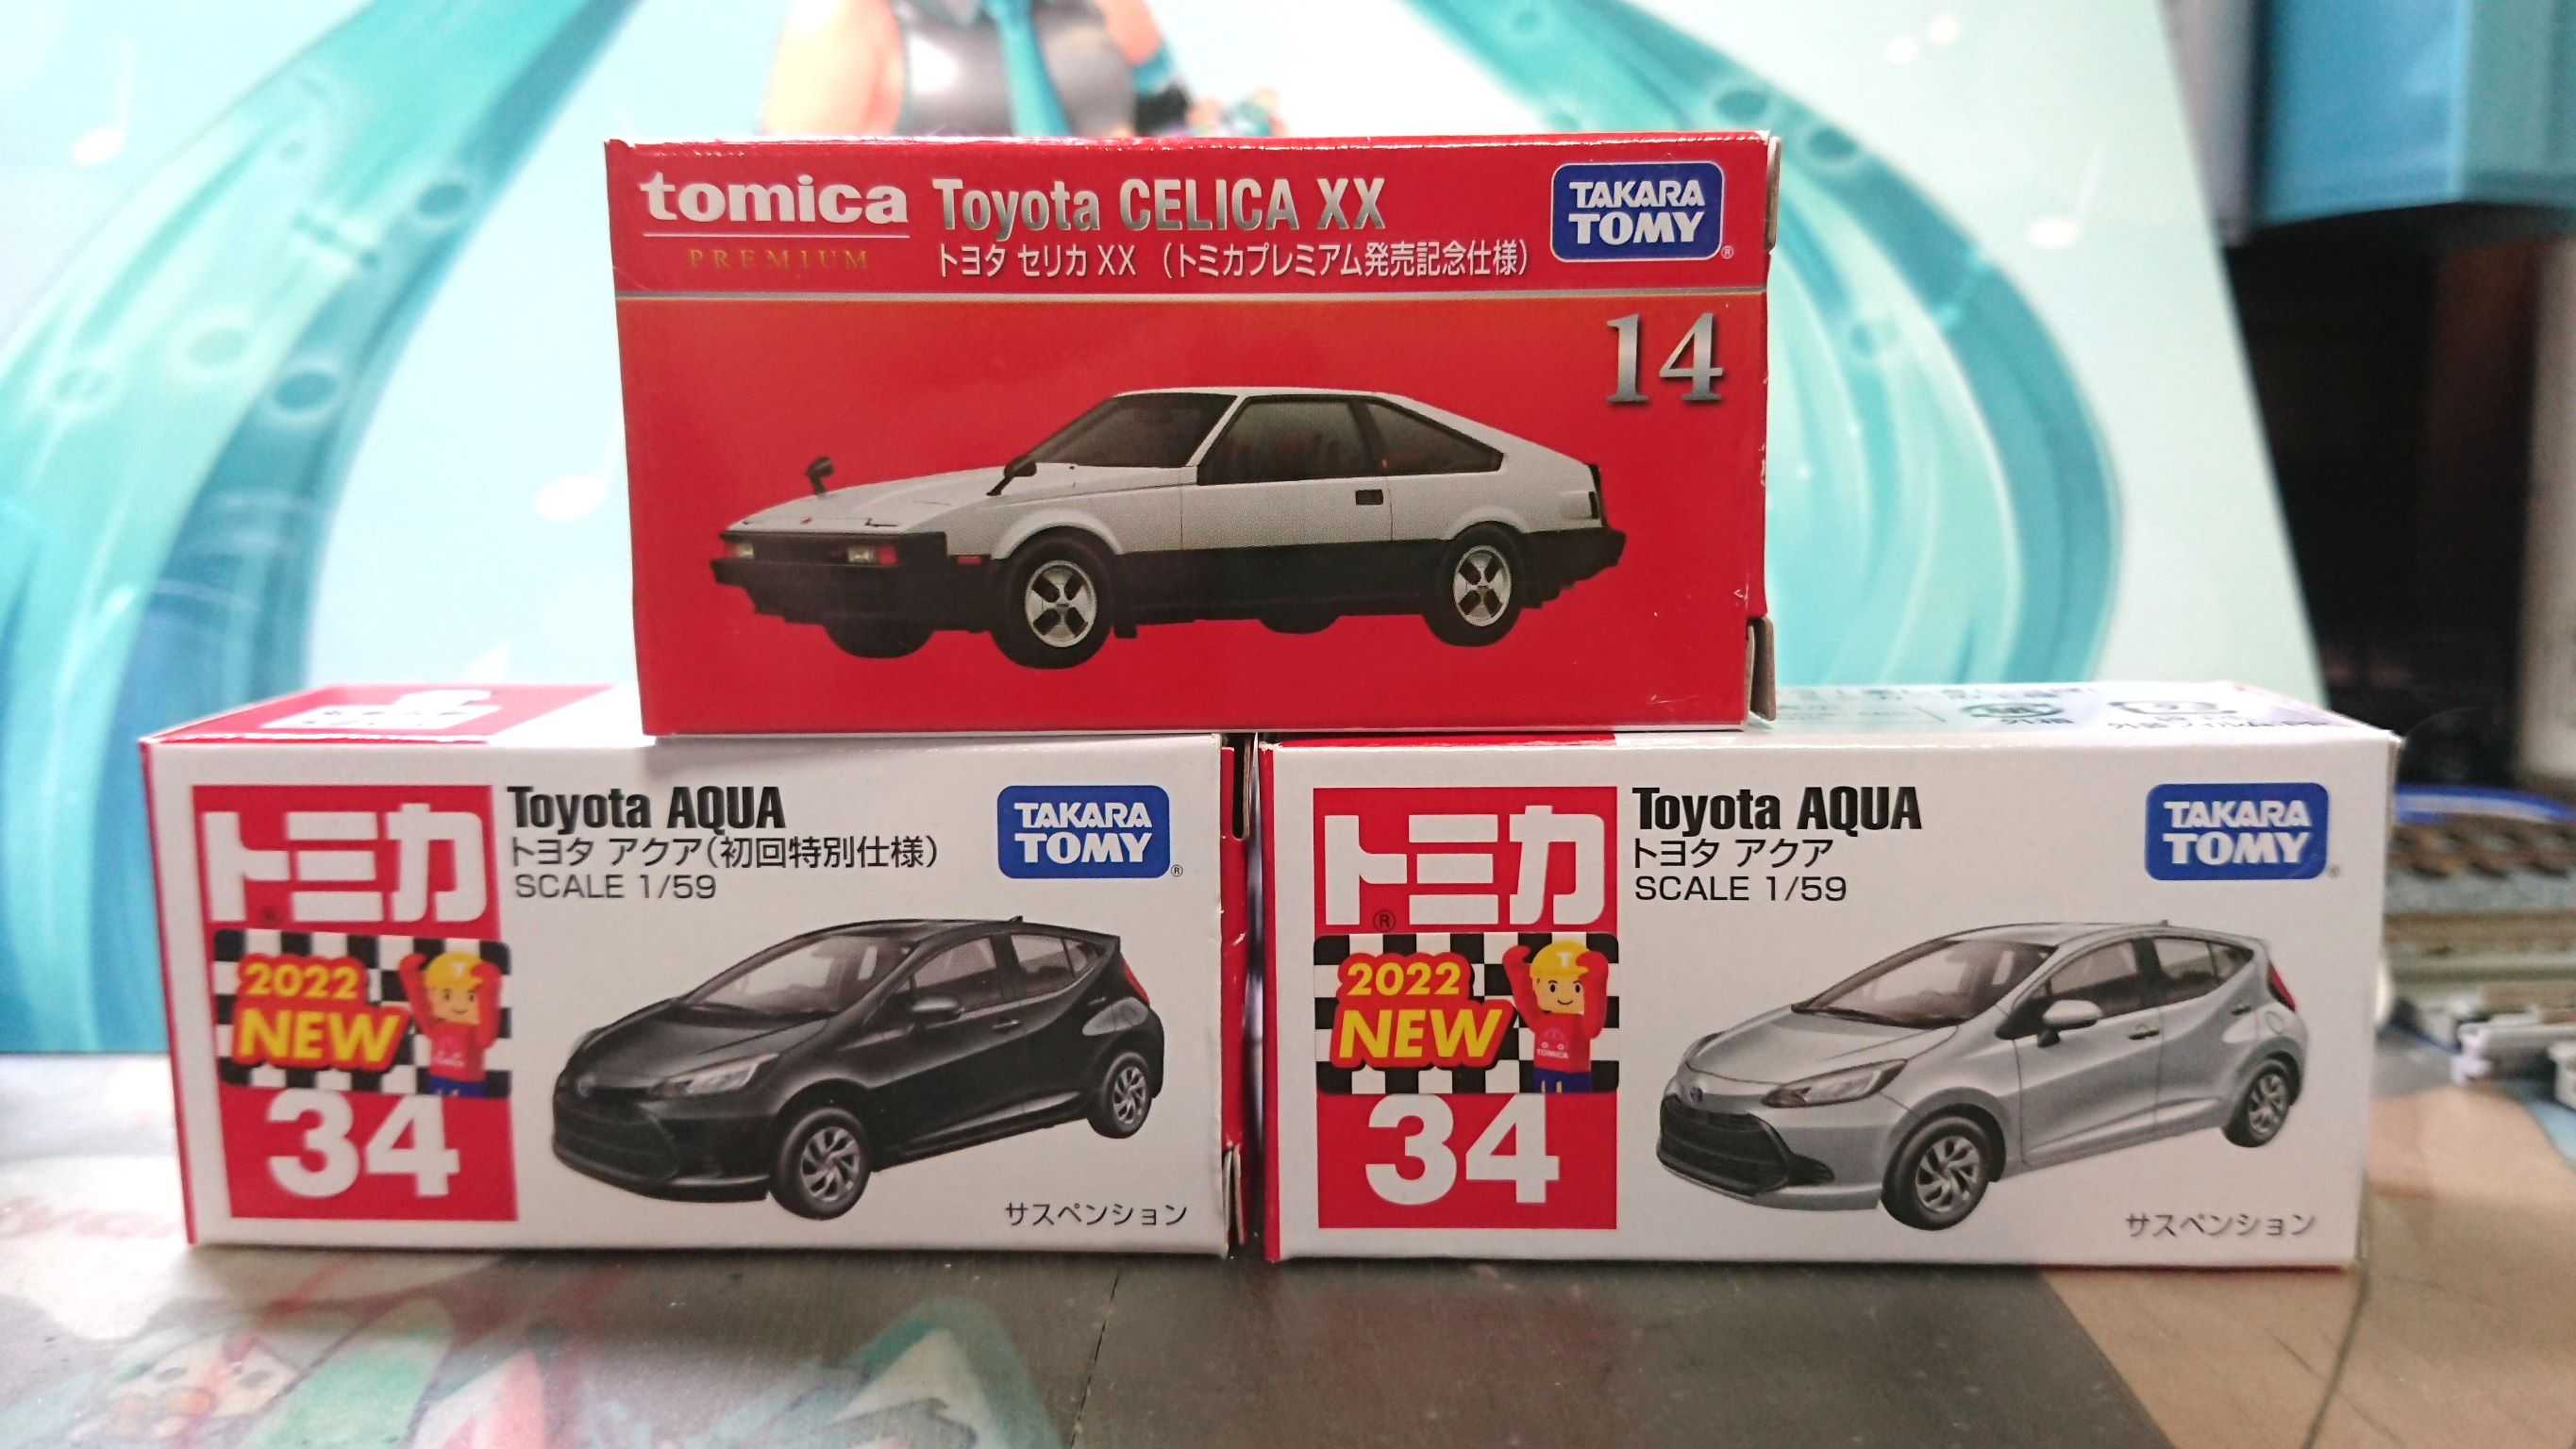 tomica
PREMIUM
Toyota CELICA XX
トヨタ セリカ XX （トミカプレミアム発売記念仕様）
TAKARA
TOMY
®
14
トミカ
®
2022
NEW
34
Toyota AQUA
トヨタ アクア（初回特別仕様）
SCALE 1/59
TAKARA
TOMY
®
サスペンション
トミカ
®
2022
NEW
T
TOMICA
34
Toyota AQUA
トヨタ アクア
SCALE 1/59
TAKARA
TOMY
®
サスペンション